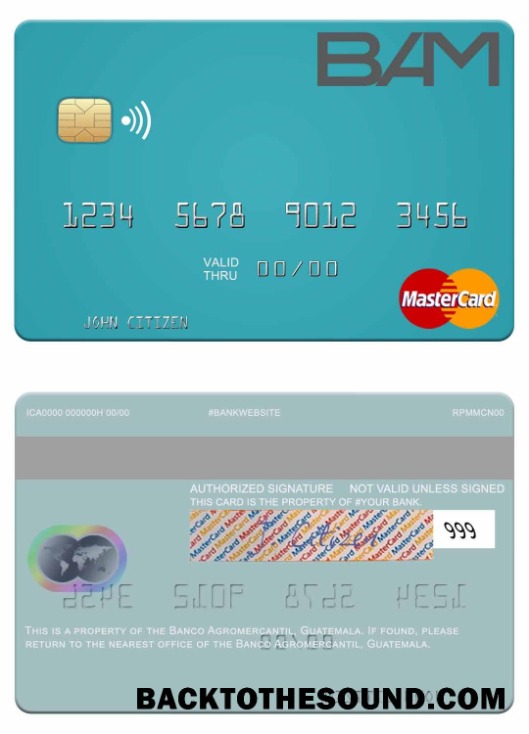 BAM
1234 5678 9012 3456
VALID
THRU 00/00
MasterCard
JOHN CITIZEN
ICA0000 000000H 00/00 #BANKWEBSITE RPMMCN00
AUTHORIZED SIGNATURE NOT VALID UNLESS SIGNED
THIS CARD IS THE PROPERTY OF #YOUR BANK.
999
THIS IS A PROPERTY OF THE BANCO AGROMERCANTIL, GUATEMALA. IF FOUND, PLEASE
RETURN TO THE NEAREST OFFICE OF THE BANCO AGROMERCANTIL, GUATEMALA.
BACKTOTHESOUND.COM